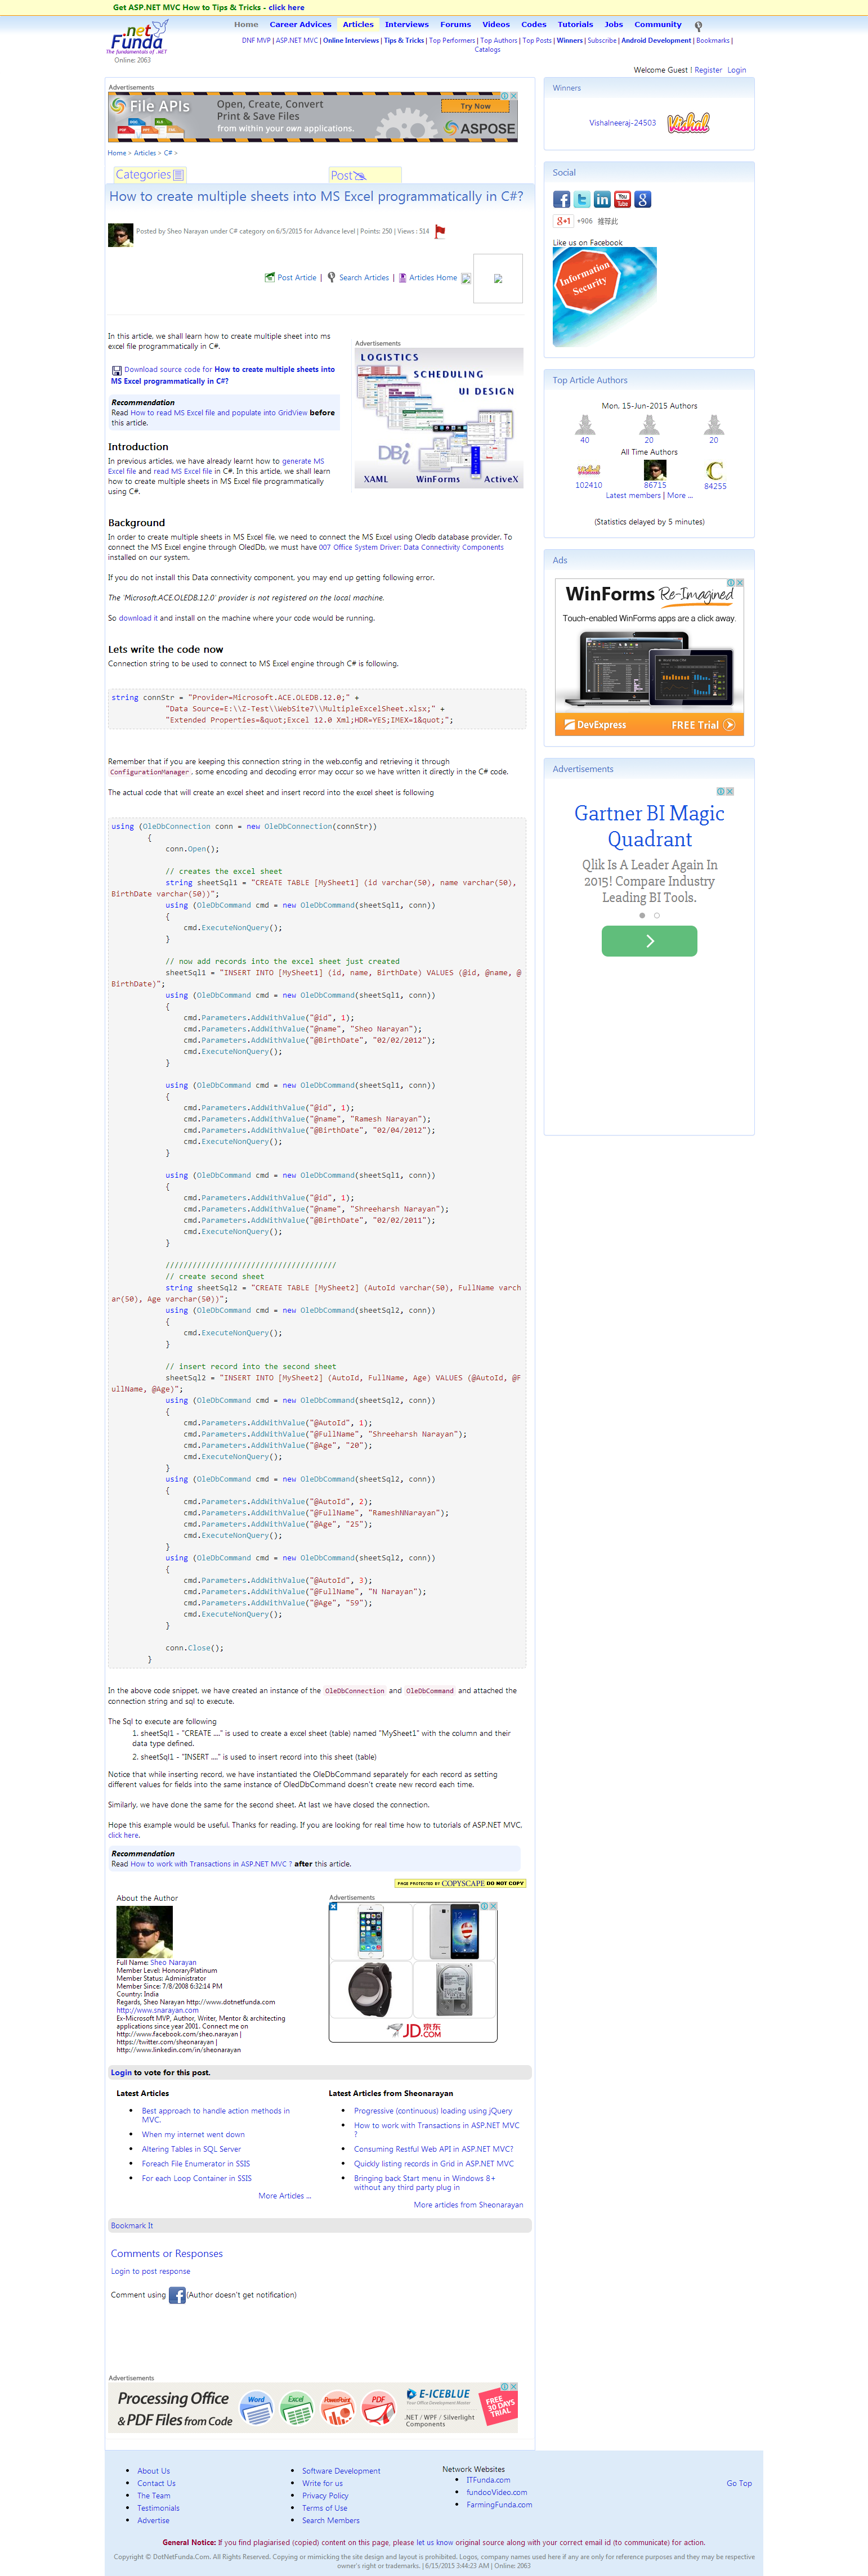 Get ASP.NET MVC How to Tips & Tricks - click here
.net
Funda
The fundamentals of .NET
Online: 2063
Home Career Advices Articles Interviews Forums Videos Codes Tutorials Jobs Community
DNF MVP | ASP.NET MVC | Online Interviews | Tips & Tricks | Top Performers | Top Authors | Top Posts | Winners | Subscribe | Android Development | Bookmarks |
Catalogs
Welcome Guest ! Register Login
Advertisements
File APIs
Open, Create, Convert
Print & Save Files
from within your own applications
Try Now
ASPOSE
Home > Articles > C# >
Categories
Post
How to create multiple sheets into MS Excel programmatically in C#?
Posted by Sheo Narayan under C# category on 6/5/2015 for Advance level | Points: 250 | Views : 514
Post Article | Search Articles | Articles Home
In this article, we shall learn how to create multiple sheet into ms
excel file programmatically in C#.
Download source code for How to create multiple sheets into
MS Excel programmatically in C#?
Recommendation
Read How to read MS Excel file and populate into GridView before
this article.
Advertisements
LOGISTICS
SCHEDULING
UI DESIGN
DBi
XAML WinForms ActiveX
Introduction
In previous articles, we have already learnt how to generate MS
Excel file and read MS Excel file in C#. In this article, we shall learn
how to create multiple sheets in MS Excel file programmatically
using C#.
Background
In order to create multiple sheets in MS Excel file, we need to connect the MS Excel using Oledb database provider. To
connect the MS Excel engine through OledDb, we must have 007 Office System Driver: Data Connectivity Components
installed on our system.
If you do not install this Data connectivity component, you may end up getting following error.
The 'Microsoft.ACE.OLEDB.12.0' provider is not registered on the local machine.
So download it and install on the machine where your code would be running.
Lets write the code now
Connection string to be used to connect to MS Excel engine through C# is following.
string connStr = "Provider=Microsoft.ACE.OLEDB.12.0;" +
"Data Source=E:\\Z-Test\\WebSite7\\MultipleExcelSheet.xlsx;" +
"Extended Properties=&quot;Excel 12.0 Xml;HDR=YES;IMEX=1&quot;";
Remember that if you are keeping this connection string in the web.config and retrieving it through
ConfigurationManager, some encoding and decoding error may occur so we have written it directly in the C# code.
The actual code that will create an excel sheet and insert record into the excel sheet is following
using (OleDbConnection conn = new OleDbConnection(connStr))
{
conn.Open();
// creates the excel sheet
string sheetSql1 = "CREATE TABLE [MySheet1] (id varchar(50), name varchar(50),
BirthDate varchar(50))";
using (OleDbCommand cmd = new OleDbCommand(sheetSql1, conn))
{
cmd.ExecuteNonQuery();
}
// now add records into the excel sheet just created
sheetSql1 = "INSERT INTO [MySheet1] (id, name, BirthDate) VALUES (@id, @name, @
BirthDate)";
using (OleDbCommand cmd = new OleDbCommand(sheetSql1, conn))
{
cmd.Parameters.AddWithValue("@id", 1);
cmd.Parameters.AddWithValue("@name", "Sheo Narayan");
cmd.Parameters.AddWithValue("@BirthDate", "02/02/2012");
cmd.ExecuteNonQuery();
}
using (OleDbCommand cmd = new OleDbCommand(sheetSql1, conn))
{
cmd.Parameters.AddWithValue("@id", 1);
cmd.Parameters.AddWithValue("@name", "Ramesh Narayan");
cmd.Parameters.AddWithValue("@BirthDate", "02/04/2012");
cmd.ExecuteNonQuery();
}
using (OleDbCommand cmd = new OleDbCommand(sheetSql1, conn))
{
cmd.Parameters.AddWithValue("@id", 1);
cmd.Parameters.AddWithValue("@name", "Shreeharsh Narayan");
cmd.Parameters.AddWithValue("@BirthDate", "02/02/2011");
cmd.ExecuteNonQuery();
}
//////////////////////////////////////
// create second sheet
string sheetSql2 = "CREATE TABLE [MySheet2] (AutoId varchar(50), FullName varch
ar(50), Age varchar(50))";
using (OleDbCommand cmd = new OleDbCommand(sheetSql2, conn))
{
cmd.ExecuteNonQuery();
}
// insert record into the second sheet
sheetSql2 = "INSERT INTO [MySheet2] (AutoId, FullName, Age) VALUES (@AutoId, @F
ullName, @Age)";
using (OleDbCommand cmd = new OleDbCommand(sheetSql2, conn))
{
cmd.Parameters.AddWithValue("@AutoId", 1);
cmd.Parameters.AddWithValue("@FullName", "Shreeharsh Narayan");
cmd.Parameters.AddWithValue("@Age", "20");
cmd.ExecuteNonQuery();
}
using (OleDbCommand cmd = new OleDbCommand(sheetSql2, conn))
{
cmd.Parameters.AddWithValue("@AutoId", 2);
cmd.Parameters.AddWithValue("@FullName", "RameshNNarayan");
cmd.Parameters.AddWithValue("@Age", "25");
cmd.ExecuteNonQuery();
}
using (OleDbCommand cmd = new OleDbCommand(sheetSql2, conn))
{
cmd.Parameters.AddWithValue("@AutoId", 3);
cmd.Parameters.AddWithValue("@FullName", "N Narayan");
cmd.Parameters.AddWithValue("@Age", "59");
cmd.ExecuteNonQuery();
}
conn.Close();
}
In the above code snippet, we have created an instance of the OleDbConnection and OleDbCommand and attached the
connection string and sql to execute.
The Sql to execute are following
1. sheetSql1 - "CREATE ...." is used to create a excel sheet (table) named "MySheet1" with the column and their
data type defined.
2. sheetSql1 - "INSERT ...." is used to insert record into this sheet (table)
Notice that while inserting record, we have instantiated the OleDbCommand separately for each record as setting
different values for fields into the same instance of OledDbCommand doesn't create new record each time.
Similarly, we have done the same for the second sheet. At last we have closed the connection.
Hope this example would be useful. Thanks for reading. If you are looking for real time how to tutorials of ASP.NET MVC,
click here.
Recommendation
Read How to work with Transactions in ASP.NET MVC ? after this article.
PAGE PROTECTED BY COPYSCAPE DO NOT COPY
About the Author
Full Name: Sheo Narayan
Member Level: HonoraryPlatinum
Member Status: Administrator
Member Since: 7/8/2008 6:32:14 PM
Country: India
Regards, Sheo Narayan http://www.dotnetfunda.com
http://www.snarayan.com
Ex-Microsoft MVP, Author, Writer, Mentor & architecting
applications since year 2001. Connect me on
http://www.facebook.com/sheo.narayan |
https://twitter.com/sheonarayan |
http://www.linkedin.com/in/sheonarayan
Advertisements
JD.COM 京东
Login to vote for this post.
Latest Articles
Best approach to handle action methods in
MVC.
When my internet went down
Altering Tables in SQL Server
Foreach File Enumerator in SSIS
For each Loop Container in SSIS
More Articles ...
Latest Articles from Sheonarayan
Progressive (continuous) loading using jQuery
How to work with Transactions in ASP.NET MVC
?
Consuming Restful Web API in ASP.NET MVC?
Quickly listing records in Grid in ASP.NET MVC
Bringing back Start menu in Windows 8+
without any third party plug in
More articles from Sheonarayan
Bookmark It
Comments or Responses
Login to post response
Comment using (Author doesn't get notification)
Advertisements
Processing Office
& PDF Files from Code
Word Excel PowerPoint PDF
E-ICEBLUE
Your Office Development Master
.NET / WPF / Silverlight
Components
FREE 30
DAYS
TRIAL
Winners
Vishalneeraj-24503
Vishal
Social
You Tube
g+1 +906 推荐此
Like us on Facebook
Information
Security
Top Article Authors
Mon, 15-Jun-2015 Authors
40 20 20
All Time Authors
102410 86715 84255
Latest members | More ...
(Statistics delayed by 5 minutes)
Ads
WinForms Re-Imagined
Touch-enabled WinForms apps are a click away.
DevExpress
FREE Trial
Advertisements
Gartner BI Magic
Quadrant
Qlik Is A Leader Again In
2015! Compare Industry
Leading BI Tools.
About Us
Contact Us
The Team
Testimonials
Advertise
Software Development
Write for us
Privacy Policy
Terms of Use
Search Members
Network Websites
ITFunda.com
fundooVideo.com
FarmingFunda.com
Go Top
General Notice: If you find plagiarised (copied) content on this page, please let us know original source along with your correct email id (to communicate) for action.
Copyright © DotNetFunda.Com. All Rights Reserved. Copying or mimicking the site design and layout is prohibited. Logos, company names used here if any are only for reference purposes and they may be respective
owner's right or trademarks. | 6/15/2015 3:44:23 AM | Online: 2063